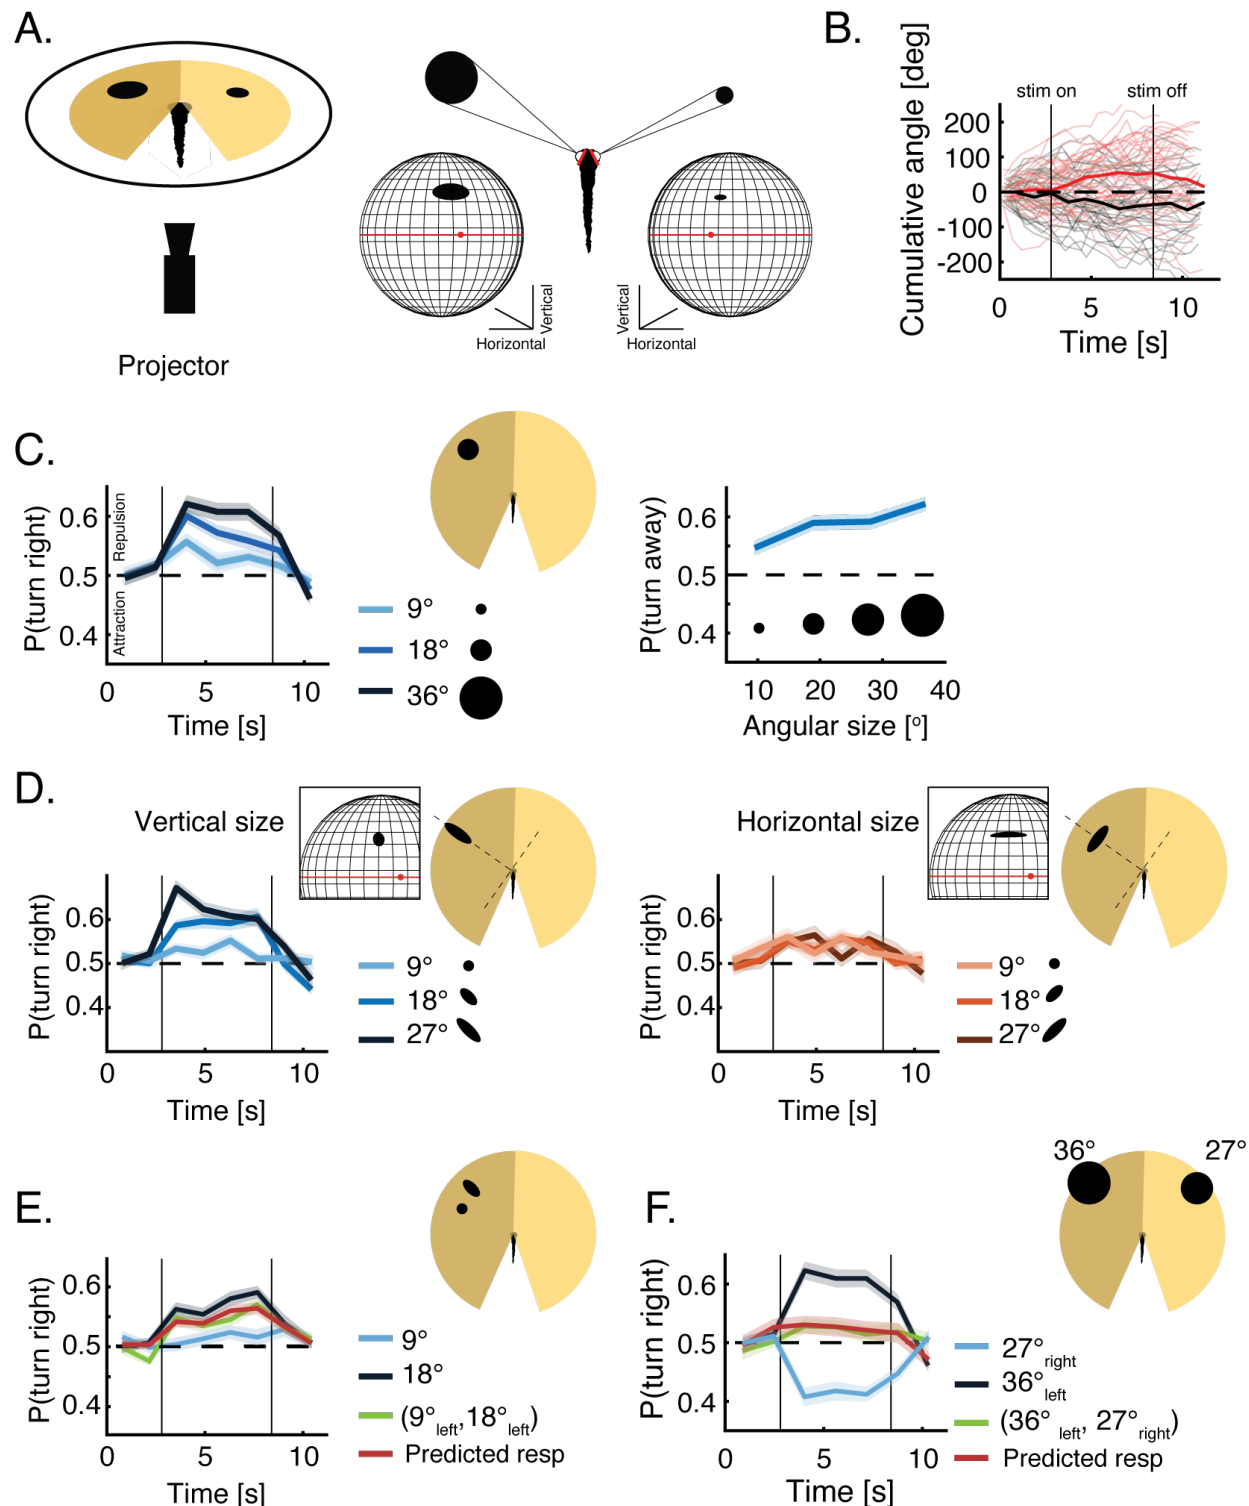 A.
Projector
Vertical
Horizontal
Vertical
Horizontal
B.
Cumulative angle [deg]
stim on
stim off
200
100
0
-100
-200
0
5
10
Time [s]
C.
P(turn right)
Repulsion
Attraction
0.6
0.5
0.4
0
5
10
Time [s]
9°
18°
36°
P(turn away)
0.6
0.5
0.4
10
20
30
40
Angular size [°]
D.
Vertical size
P(turn right)
0.6
0.5
0.4
0
5
10
Time [s]
9°
18°
27°
Horizontal size
P(turn right)
0.6
0.5
0.4
0
5
10
Time [s]
9°
18°
27°
E.
P(turn right)
0.6
0.5
0.4
0
5
10
Time [s]
9°
18°
(9°left,18°left)
Predicted resp
F.
36°
27°
P(turn right)
0.6
0.5
0.4
0
5
10
Time [s]
27°right
36°left
(36°left, 27°right)
Predicted resp